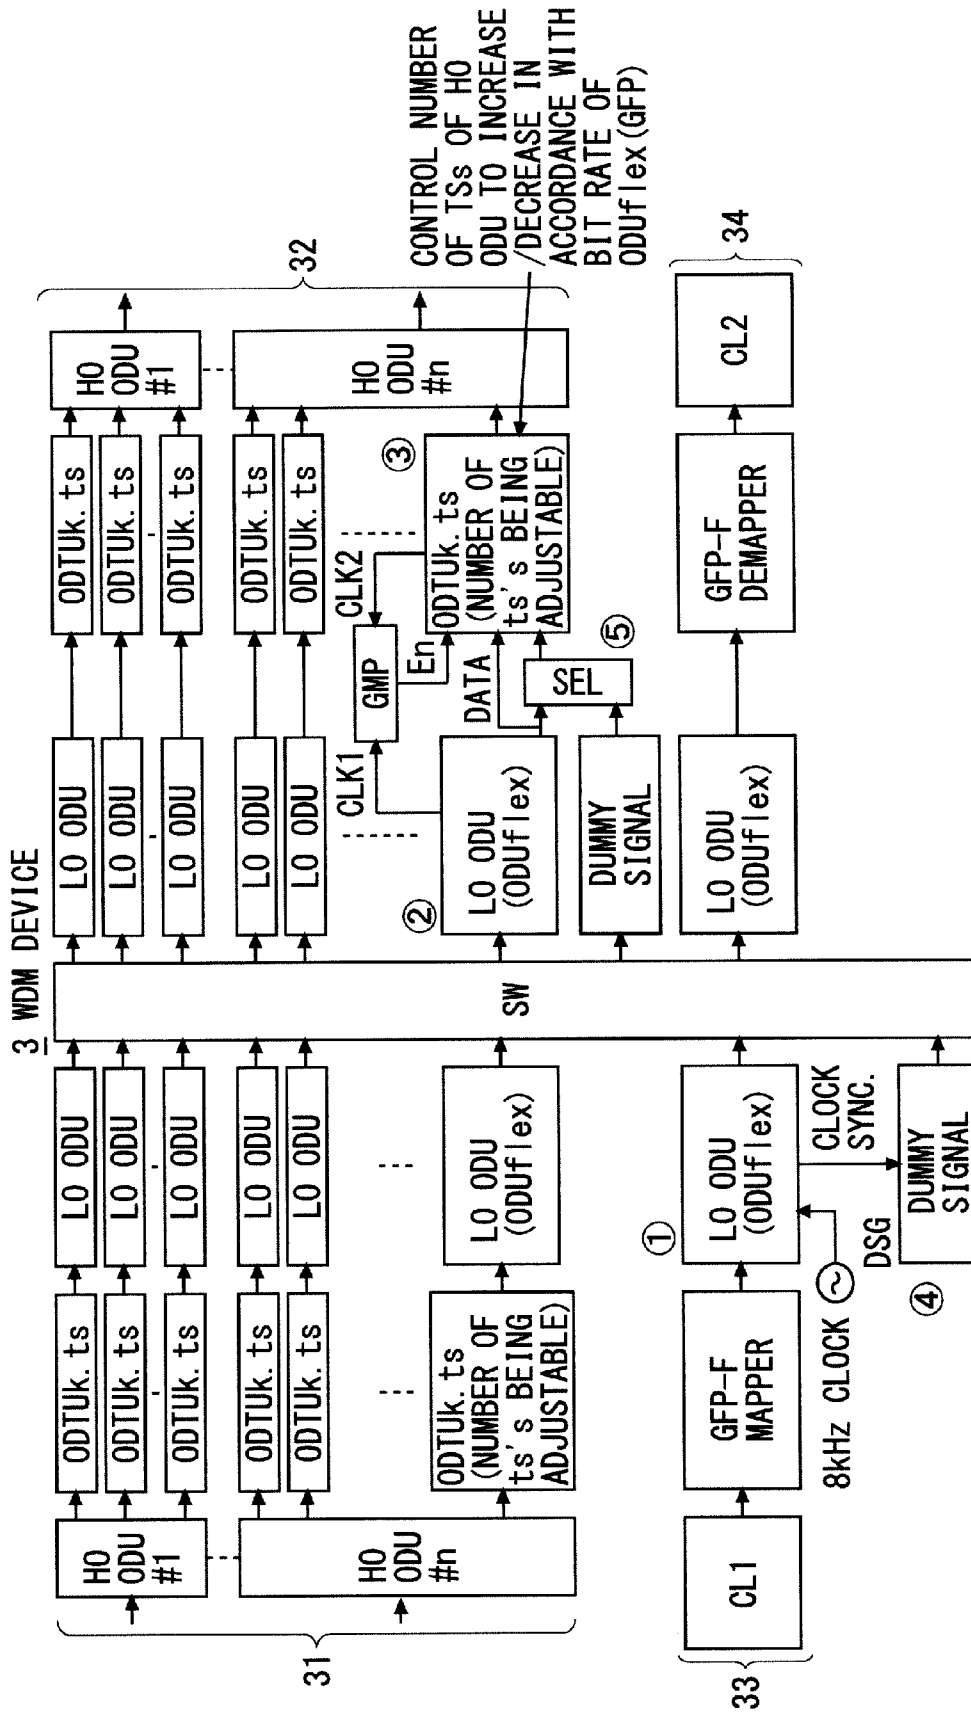 3 WDM DEVICE
31
HO
ODU
#1
HO
ODU
#n
ODTUk.ts
ODTUk.ts
ODTUk.ts
ODTUk.ts
ODTUk.ts
ODTUk.ts
(NUMBER OF
ts's BEING
ADJUSTABLE)
LO ODU
LO ODU
LO ODU
LO ODU
LO ODU
LO ODU
(ODUflex)
SW
LO ODU
LO ODU
LO ODU
LO ODU
LO ODU
②
LO ODU
(ODUflex)
DUMMY
SIGNAL
LO ODU
(ODUflex)
CLK1
GMP
CLK2
En
DATA
SEL
⑤
ODTUk.ts
ODTUk.ts
ODTUk.ts
ODTUk.ts
ODTUk.ts
③
ODTUk.ts
(NUMBER OF
ts's BEING
ADJUSTABLE)
HO
ODU
#1
HO
ODU
#n
32
CONTROL NUMBER
OF TSs OF HO
ODU TO INCREASE
/DECREASE IN
ACCORDANCE WITH
BIT RATE OF
ODUflex(GFP)
33
CL1
GFP-F
MAPPER
①
LO ODU
(ODUflex)
8kHz CLOCK
CLOCK
SYNC.
DSG
④
DUMMY
SIGNAL
GFP-F
DEMAPPER
CL2
34